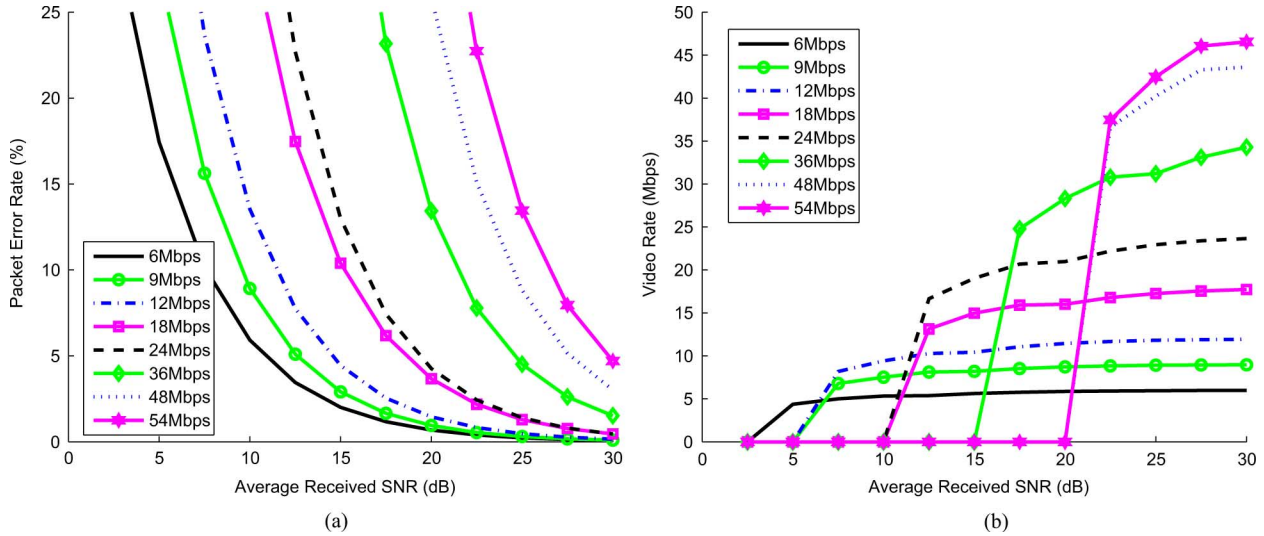 25
20
15
10
5
0
Packet Error Rate (%)
6Mbps
9Mbps
12Mbps
18Mbps
24Mbps
36Mbps
48Mbps
54Mbps
0 5 10 15 20 25 30
Average Received SNR (dB)
(a)
50
45
40
35
30
25
20
15
10
5
0
Video Rate (Mbps)
6Mbps
9Mbps
12Mbps
18Mbps
24Mbps
36Mbps
48Mbps
54Mbps
0 5 10 15 20 25 30
Average Received SNR (dB)
(b)